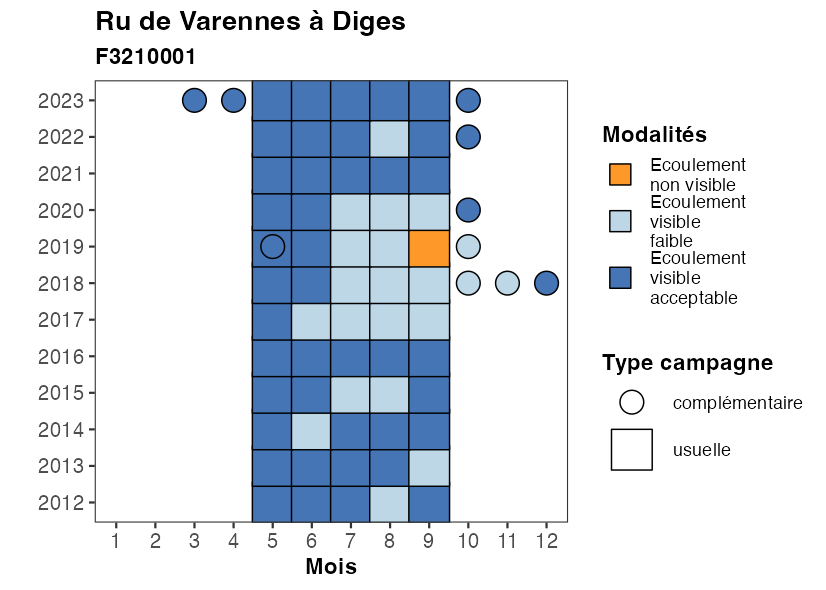 Ru de Varennes à Diges
F3210001
2023
2022
2021
2020
2019
2018
2017
2016
2015
2014
2013
2012
1 2 3 4 5 6 7 8 9 10 11 12
Mois
Modalités
Ecoulement
non visible
Ecoulement
visible
faible
Ecoulement
visible
acceptable
Type campagne
complémentaire
usuelle